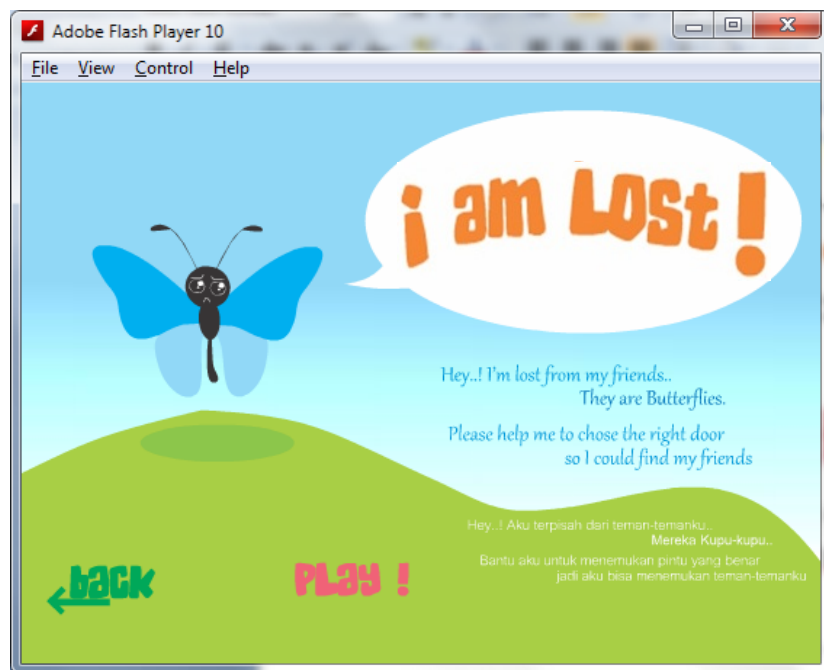 Adobe Flash Player 10
File View Control Help
i am Lost!
Hey..! I'm lost from my friends..
They are Butterflies.
Please help me to chose the right door
so I could find my friends
Hey..! Aku terpisah dari teman-temanku..
Mereka Kupu-kupu..
Bantu aku untuk menemukan pintu yang benar
jadi aku bisa menemukan teman-temanku
back
PLay !